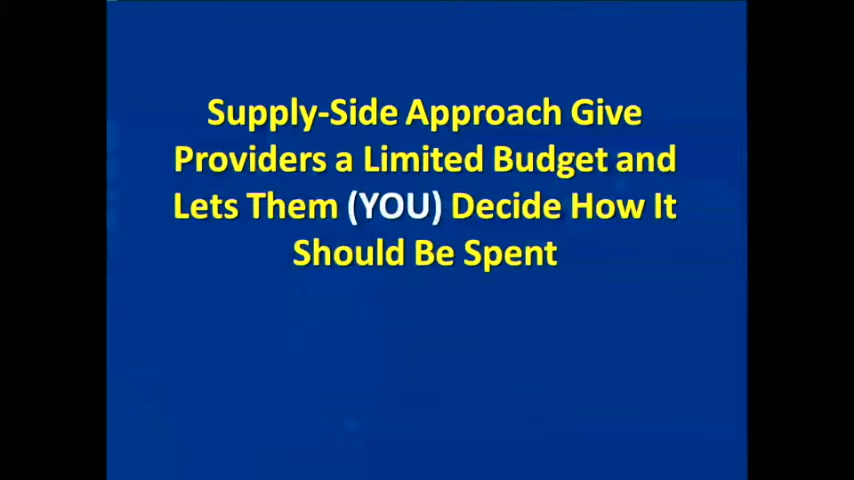 Supply-Side Approach Give
Providers a Limited Budget and
Lets Them (YOU) Decide How It
Should Be Spent